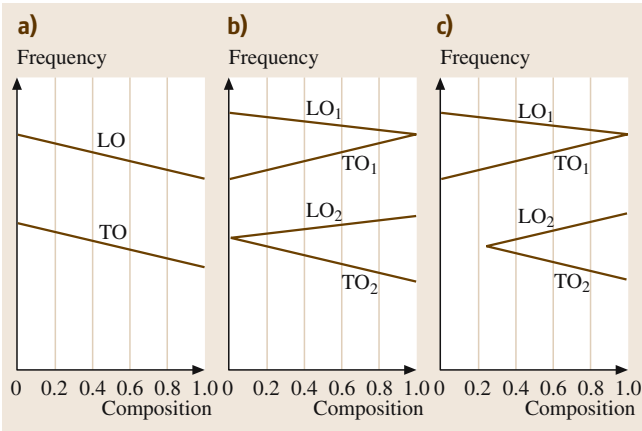 a)
Frequency
LO
TO
0 0.2 0.4 0.6 0.8 1.0
Composition
b)
Frequency
LO1
TO1
LO2
TO2
0 0.2 0.4 0.6 0.8 1.0
Composition
c)
Frequency
LO1
TO1
LO2
TO2
0 0.2 0.4 0.6 0.8 1.0
Composition